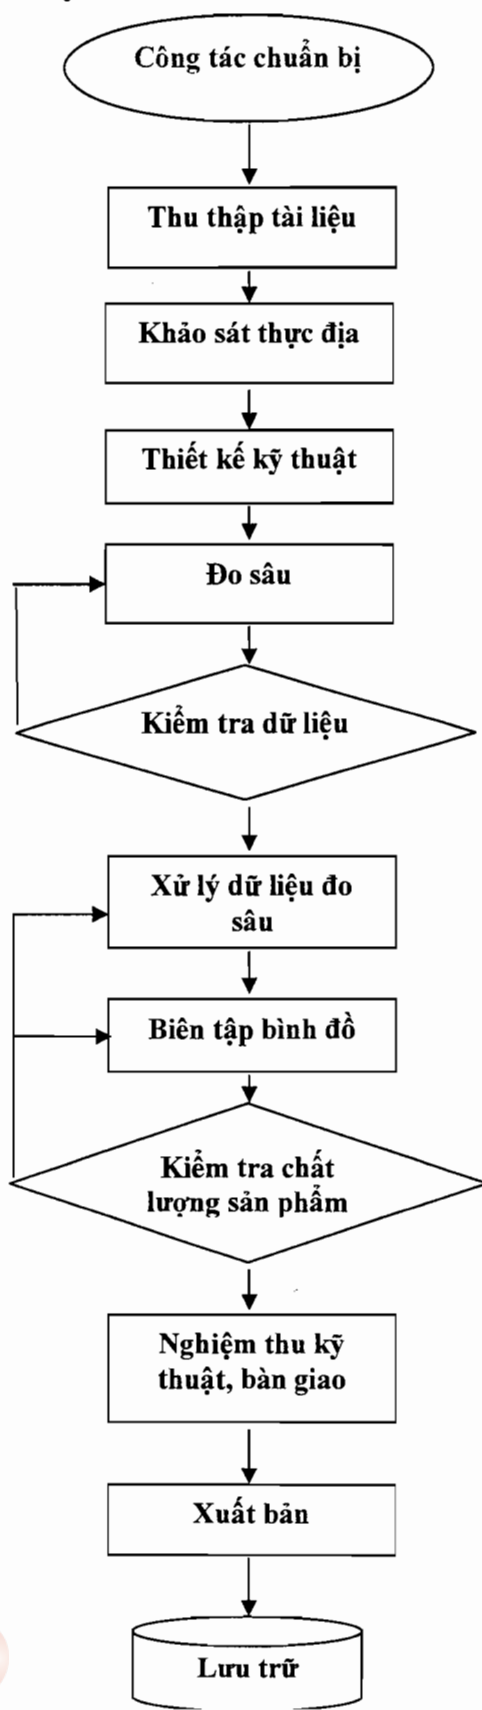 Công tác chuẩn bị
Thu thập tài liệu
Khảo sát thực địa
Thiết kế kỹ thuật
Đo sâu
Kiểm tra dữ liệu
Xử lý dữ liệu đo
sâu
Biên tập bình đồ
Kiểm tra chất
lượng sản phẩm
Nghiệm thu kỹ
thuật, bàn giao
Xuất bản
Lưu trữ